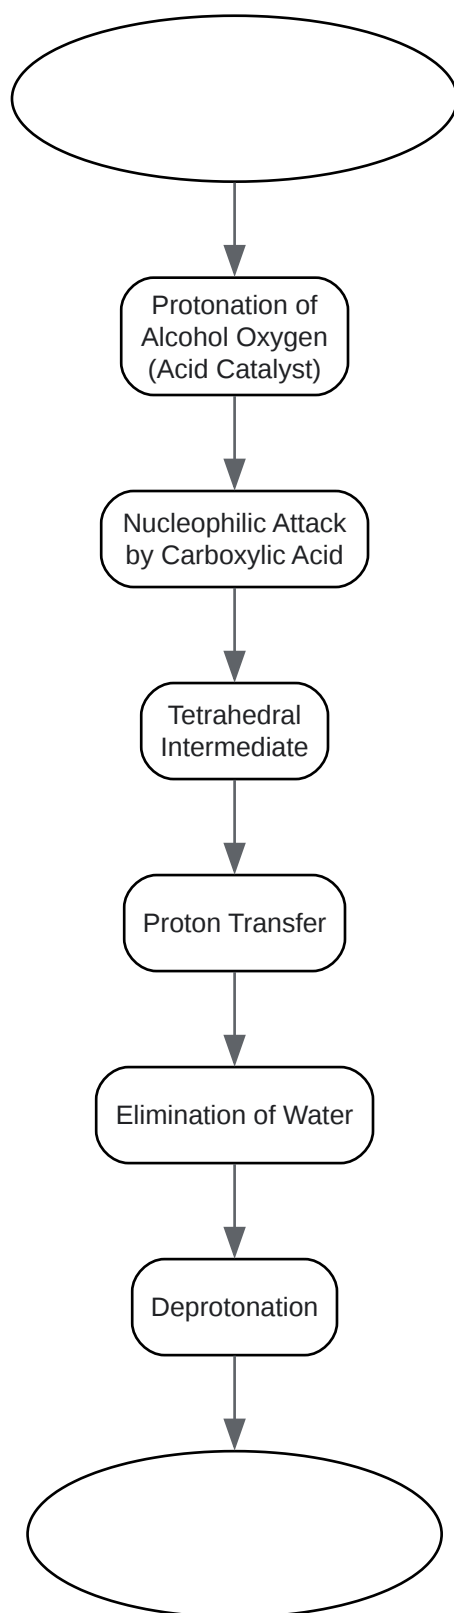 Protonation of
Alcohol Oxygen
(Acid Catalyst)
Nucleophilic Attack
by Carboxylic Acid
Tetrahedral
Intermediate
Proton Transfer
Elimination of Water
Deprotonation